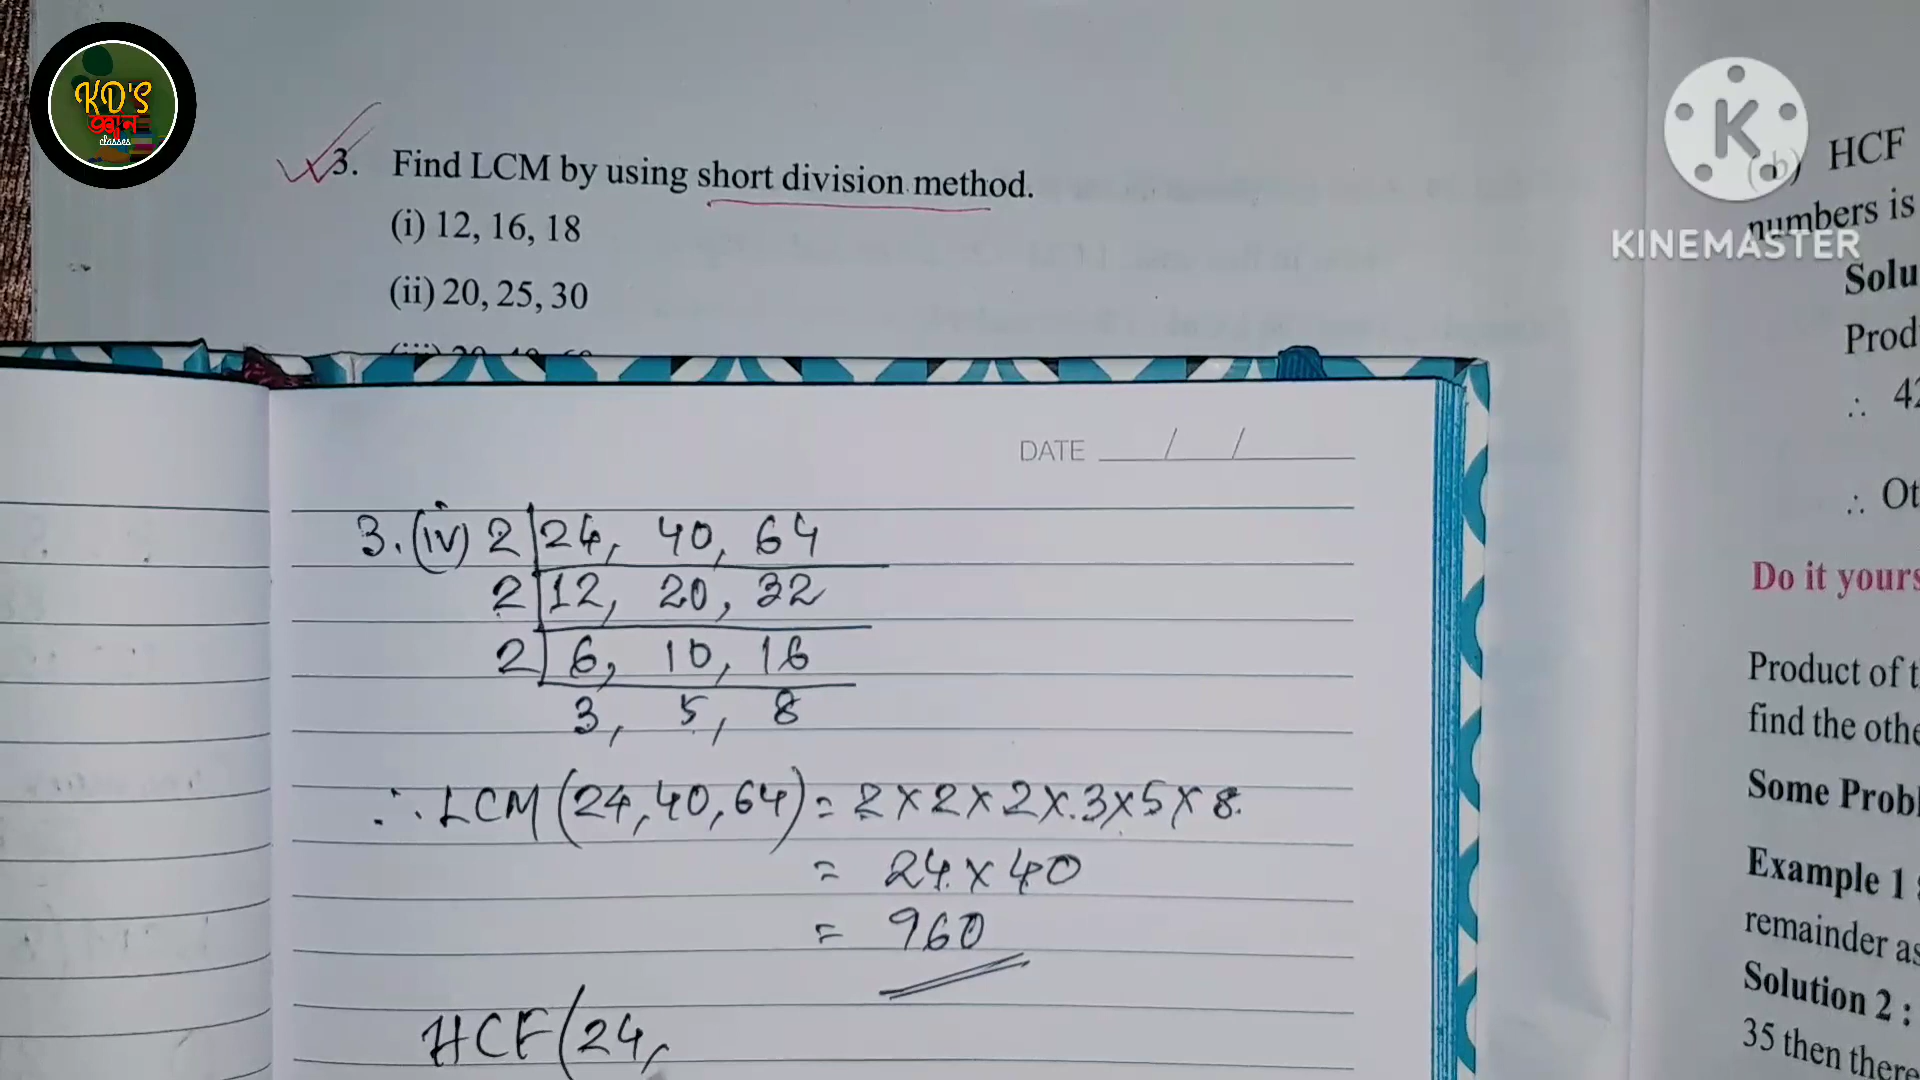 KD'S
জ্ঞান
classes
KINEMASTER
3. Find LCM by using short division method.
(i) 12, 16, 18
(ii) 20, 25, 30
(b) HCF
numbers is
Solu
Prod
∴ 42
∴ Ot
Do it yours
Product of t
find the othe
Some Probl
Example 1 :
remainder as
Solution 2 :
35 then there
DATE / /
3. (iv) 2 24, 40, 64
2 12, 20, 32
2 6, 10, 16
3, 5, 8
∴ LCM (24, 40, 64) = 2 × 2 × 2 × 3 × 5 × 8
= 24 × 40
= 960
HCF (24,